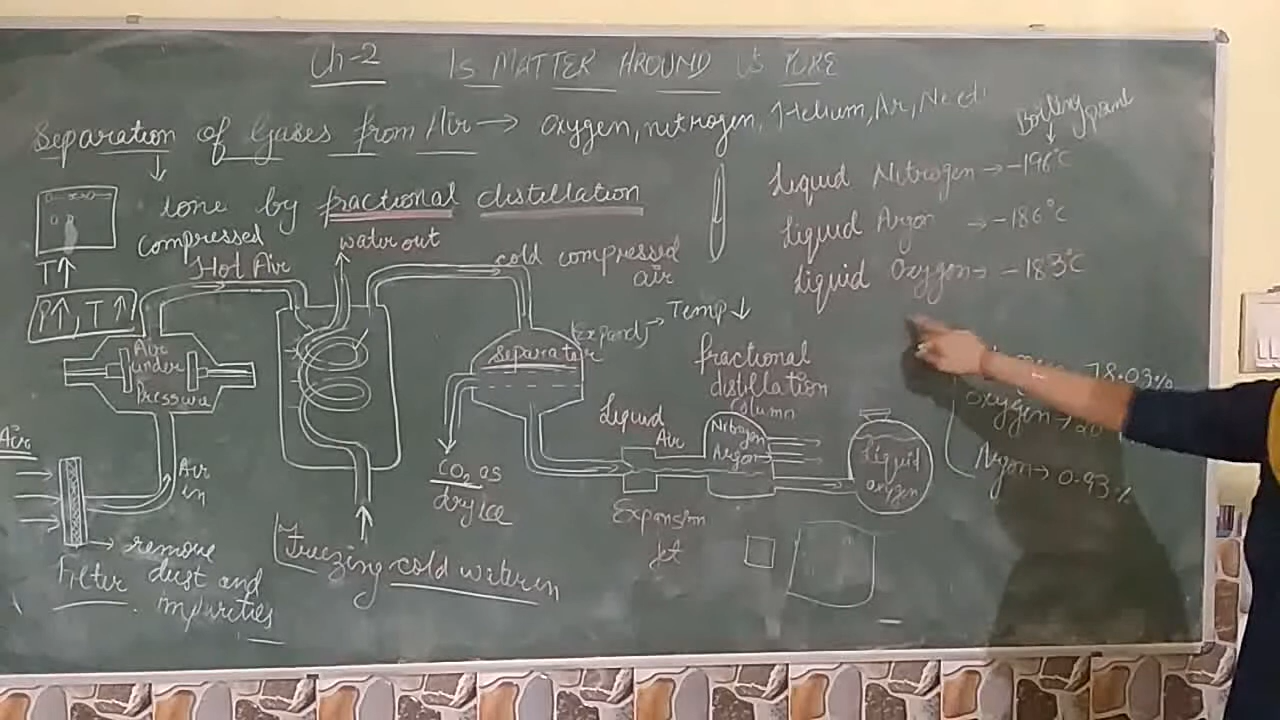 Ch-2 IS MATTER AROUND US PURE
Separation of Gases from Air → Oxygen, nitrogen, Helium, Ar, Ne etc.
↓
done by fractional distillation
T↑
P↑, T↑
compressed
Hot Air
water out
cold compressed
air
Air
under
Pressure
Separater
(Expand) → Temp ↓
Air
Air
in
→ remove
Filter dust and
impurities
Freezing cold water in
CO2 as
dry Ice
Liquid
Air
Expansion
Jet
fractional
distillation
column
Nitrogen
Argon
Liquid
oxygen
Boiling point
↓
Liquid Nitrogen → -196°C
Liquid Argon → -186°C
Liquid Oxygen → -183°C
78.03%
oxygen → 20
Argon → 0.93%